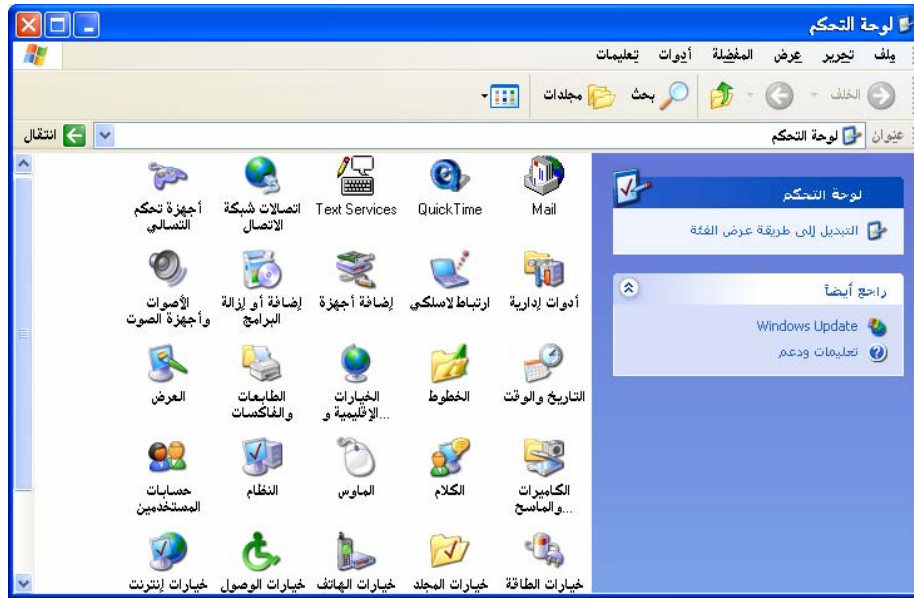 لوحة التحكم
ملف تحرير عرض المفضلة أدوات تعليمات
الخلف بحث مجلدات
عنوان لوحة التحكم انتقال
لوحة التحكم
التبديل إلى طريقة عرض الفئة
راجع أيضاً
Windows Update
تعليمات ودعم
Mail
QuickTime
Text Services
اتصالات شبكة
الاتصال
أجهزة تحكم
التسالي
أدوات إدارية
ارتباط لاسلكي
إضافة أجهزة
إضافة أو إزالة
البرامج
الأصوات
وأجهزة الصوت
التاريخ والوقت
الخطوط
الخيارات
الإقليمية و...
الطابعات
والفاكسات
العرض
الكاميرات
والماسح...
الكلام
الماوس
النظام
حسابات
المستخدمين
خيارات الطاقة
خيارات المجلد
خيارات الهاتف
خيارات الوصول
خيارات إنترنت